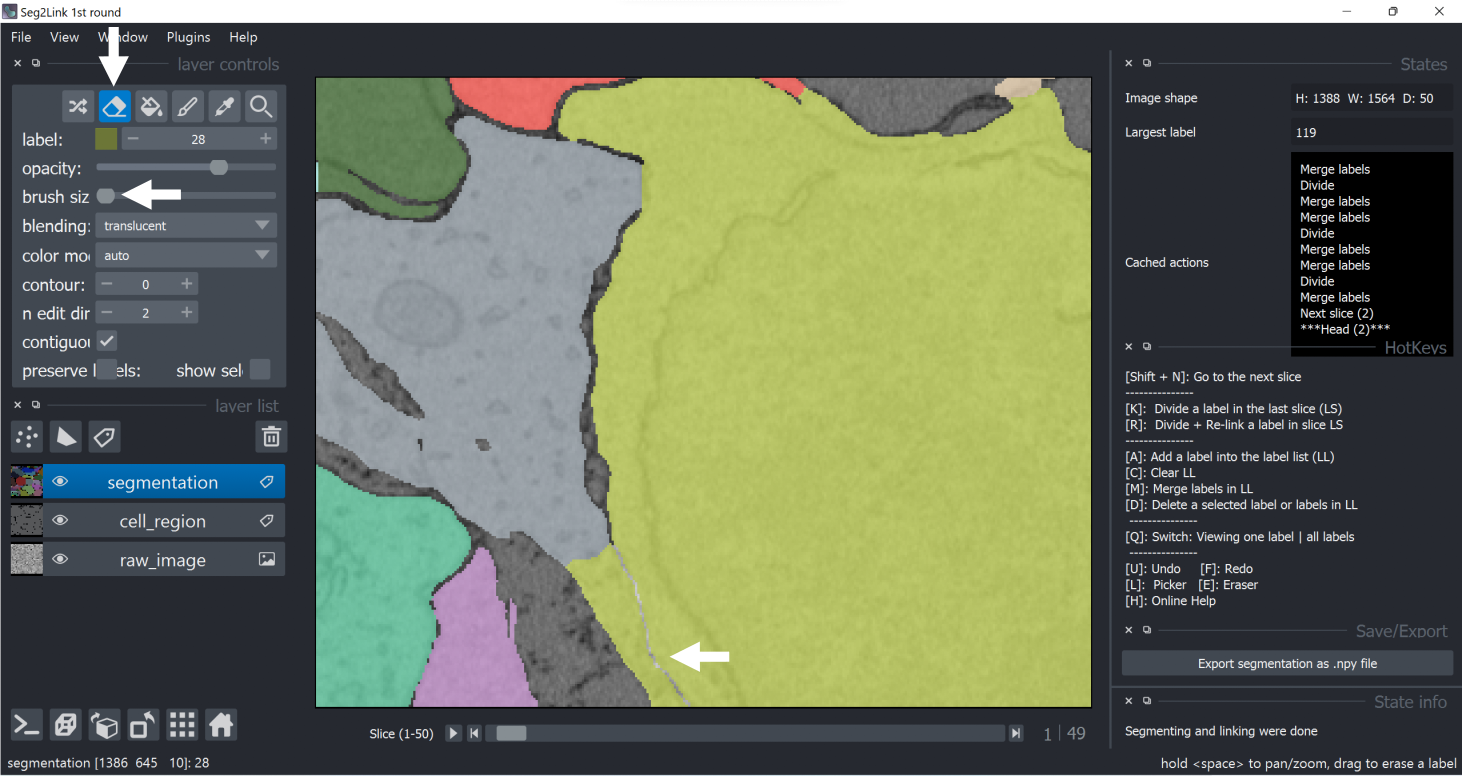 Seg2Link 1st round
File View Window Plugins Help
layer controls
label: 28
opacity:
brush siz
blending: translucent
color mo auto
contour: 0
n edit dir 2
contiguou
preserve l els: show sel
layer list
segmentation
cell_region
raw_image
Slice (1-50) 1 49
segmentation [1386 645 10]: 28
States
Image shape H: 1388 W: 1564 D: 50
Largest label 119
Cached actions
Merge labels
Divide
Merge labels
Merge labels
Divide
Merge labels
Merge labels
Divide
Merge labels
Next slice (2)
***Head (2)***
HotKeys
[Shift + N]: Go to the next slice
--------------
[K]: Divide a label in the last slice (LS)
[R]: Divide + Re-link a label in slice LS
--------------
[A]: Add a label into the label list (LL)
[C]: Clear LL
[M]: Merge labels in LL
[D]: Delete a selected label or labels in LL
--------------
[Q]: Switch: Viewing one label | all labels
--------------
[U]: Undo [F]: Redo
[L]: Picker [E]: Eraser
[H]: Online Help
Save/Export
Export segmentation as .npy file
State info
Segmenting and linking were done
hold <space> to pan/zoom, drag to erase a label